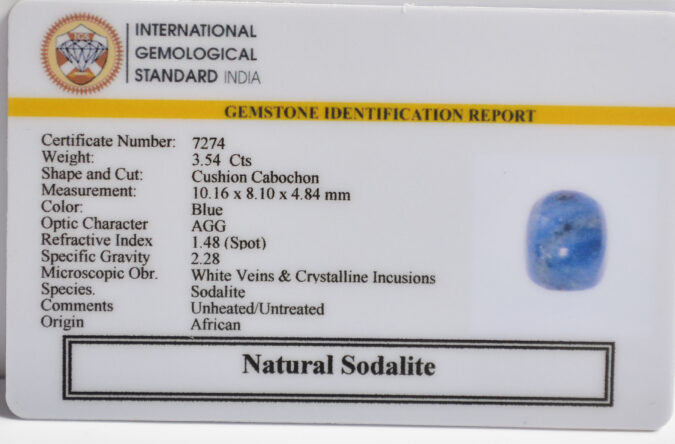 IGS
INTERNATIONAL
GEMOLOGICAL
STANDARD INDIA
GEMSTONE IDENTIFICATION REPORT
Certificate Number: 7274
Weight: 3.54 Cts
Shape and Cut: Cushion Cabochon
Measurement: 10.16 x 8.10 x 4.84 mm
Color: Blue
Optic Character AGG
Refractive Index 1.48 (Spot)
Specific Gravity 2.28
Microscopic Obr. White Veins & Crystalline Incusions
Species. Sodalite
Comments Unheated/Untreated
Origin African
Natural Sodalite